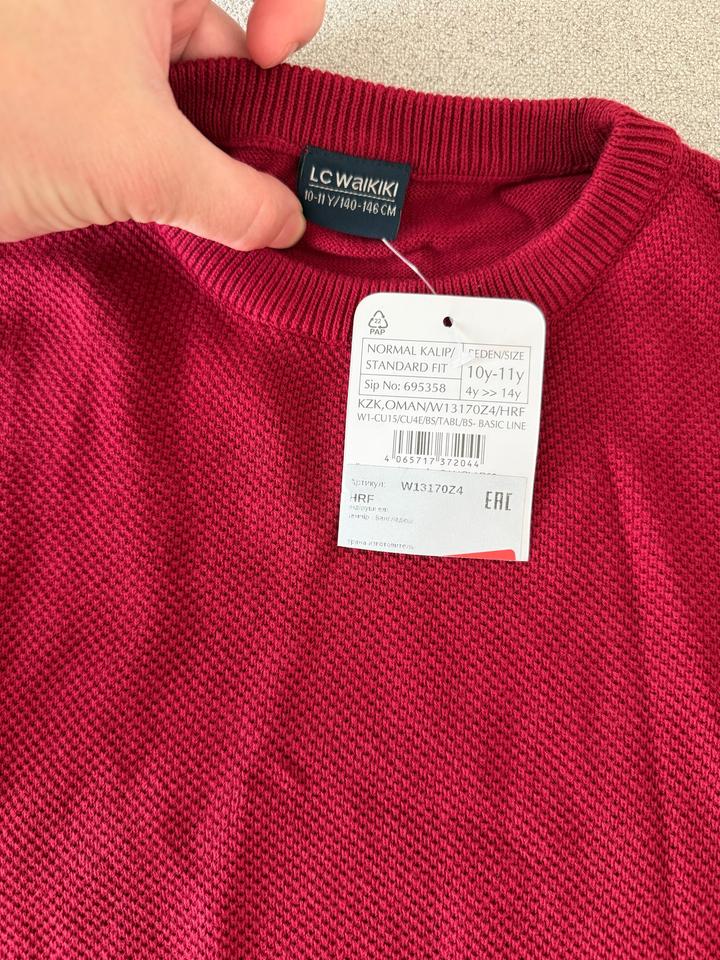 LC WAIKIKI
10-11 Y/140-146 CM
22
PAP
NORMAL KALIP/
STANDARD FIT
BEDEN/SIZE
10y-11y
Sip No: 695358
4y >> 14y
KZK,OMAN/W13170Z4/HRF
W1-CU15/CU4E/BS/TABL/BS- BASIC LINE
4 065717 372044
Артикул: W13170Z4
HRF
EAC